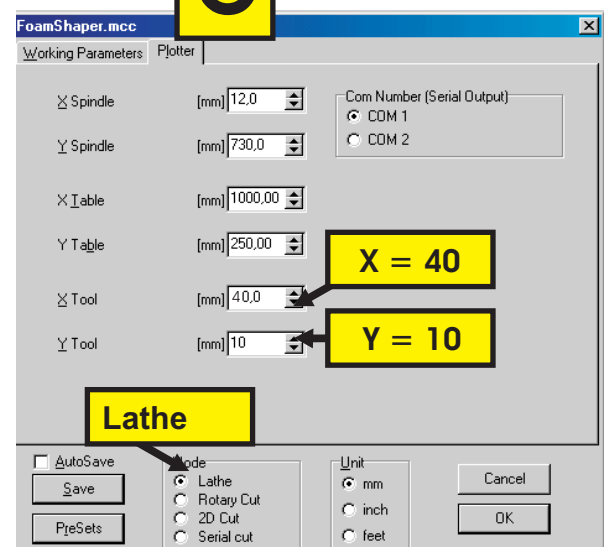 FoamShaper.mcc
Working Parameters Plotter
X Spindle [mm] 12,0
Com Number (Serial Output)
COM 1
COM 2
Y Spindle [mm] 730,0
X Table [mm] 1000,00
Y Table [mm] 250,00
X = 40
X Tool [mm] 40,0
Y Tool [mm] 10
Y = 10
Lathe
AutoSave
Save
PreSets
Lathe
Rotary Cut
2D Cut
Serial cut
Unit
mm
inch
feet
Cancel
OK